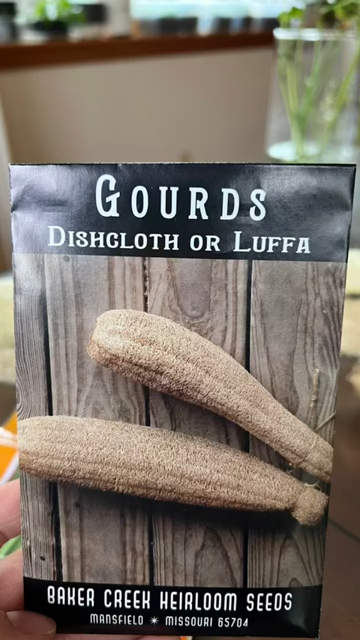 GOURDS
DISHCLOTH OR LUFFA
BAKER CREEK HEIRLOOM SEEDS
MANSFIELD ✴ MISSOURI 65704